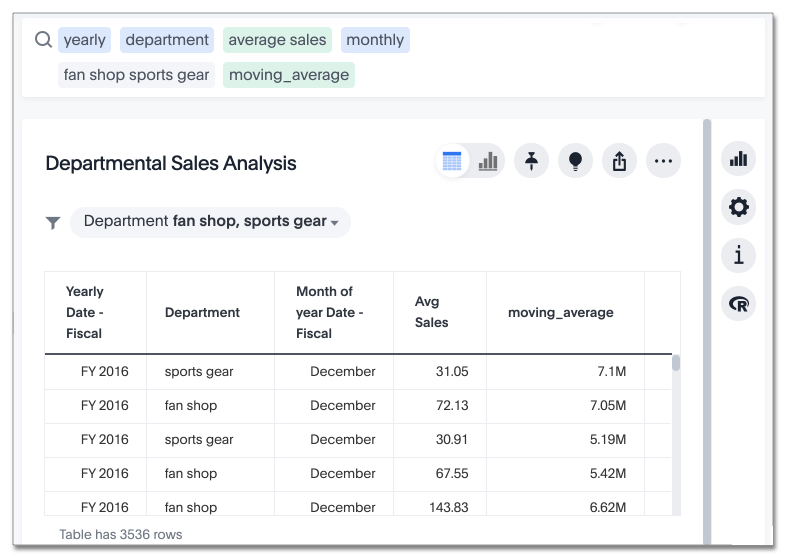 yearly department average sales monthly
fan shop sports gear moving_average
Departmental Sales Analysis
Department fan shop, sports gear
Yearly Date - Fiscal Department Month of year Date - Fiscal Avg Sales moving_average
FY 2016 sports gear December 31.05 7.1M
FY 2016 fan shop December 72.13 7.05M
FY 2016 sports gear December 30.91 5.19M
FY 2016 fan shop December 67.55 5.42M
FY 2016 fan shop December 143.83 6.62M
Table has 3536 rows
i
R